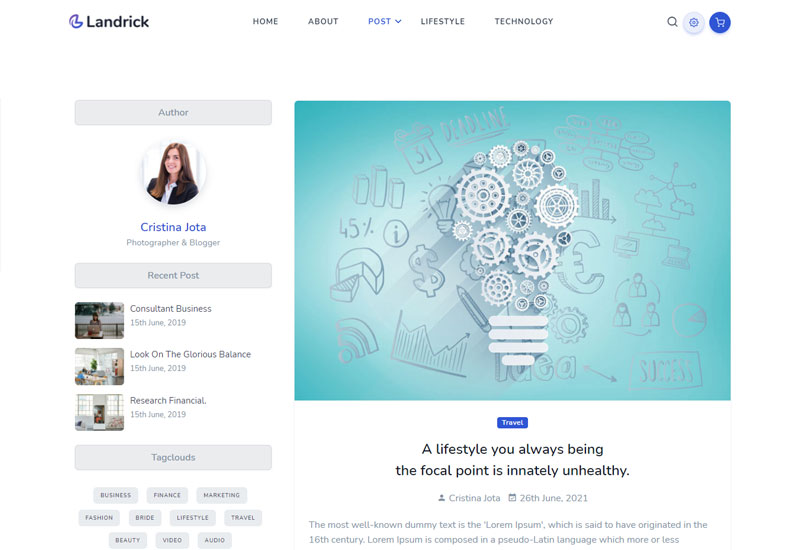 Landrick
HOME
ABOUT
POST
LIFESTYLE
TECHNOLOGY
Author
Cristina Jota
Photographer & Blogger
Recent Post
Consultant Business
15th June, 2019
Look On The Glorious Balance
15th June, 2019
Research Financial.
15th June, 2019
Tagclouds
BUSINESS
FINANCE
MARKETING
FASHION
BRIDE
LIFESTYLE
TRAVEL
BEAUTY
VIDEO
AUDIO
31
DEADLINE
45%
i
$
€
idea
SUCCESS
Travel
A lifestyle you always being
the focal point is innately unhealthy.
Cristina Jota
26th June, 2021
The most well-known dummy text is the 'Lorem Ipsum', which is said to have originated in the
16th century. Lorem Ipsum is composed in a pseudo-Latin language which more or less